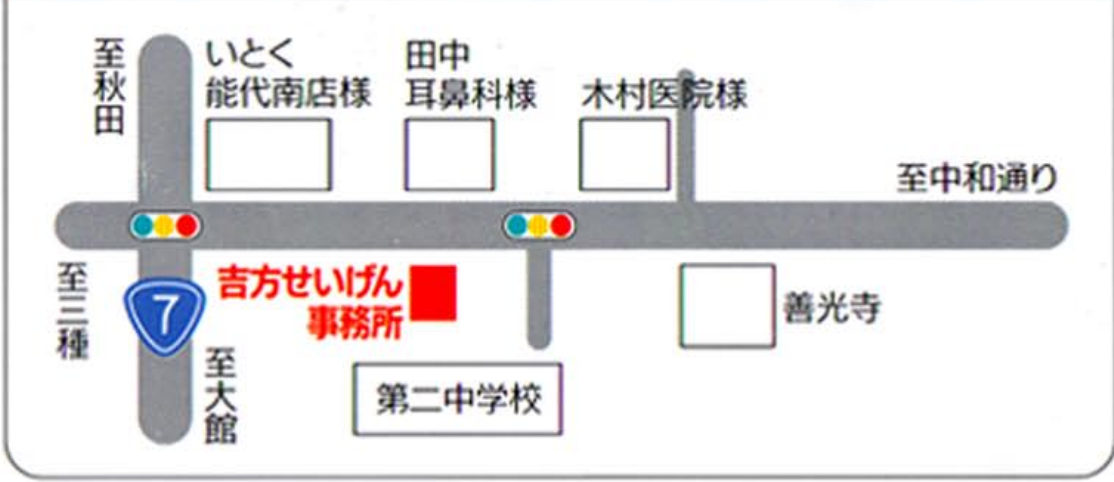 至秋田
いとく
能代南店様
田中
耳鼻科様
木村医院様
至中和通り
至三種
7
吉方せいげん
事務所
善光寺
至大館
第二中学校